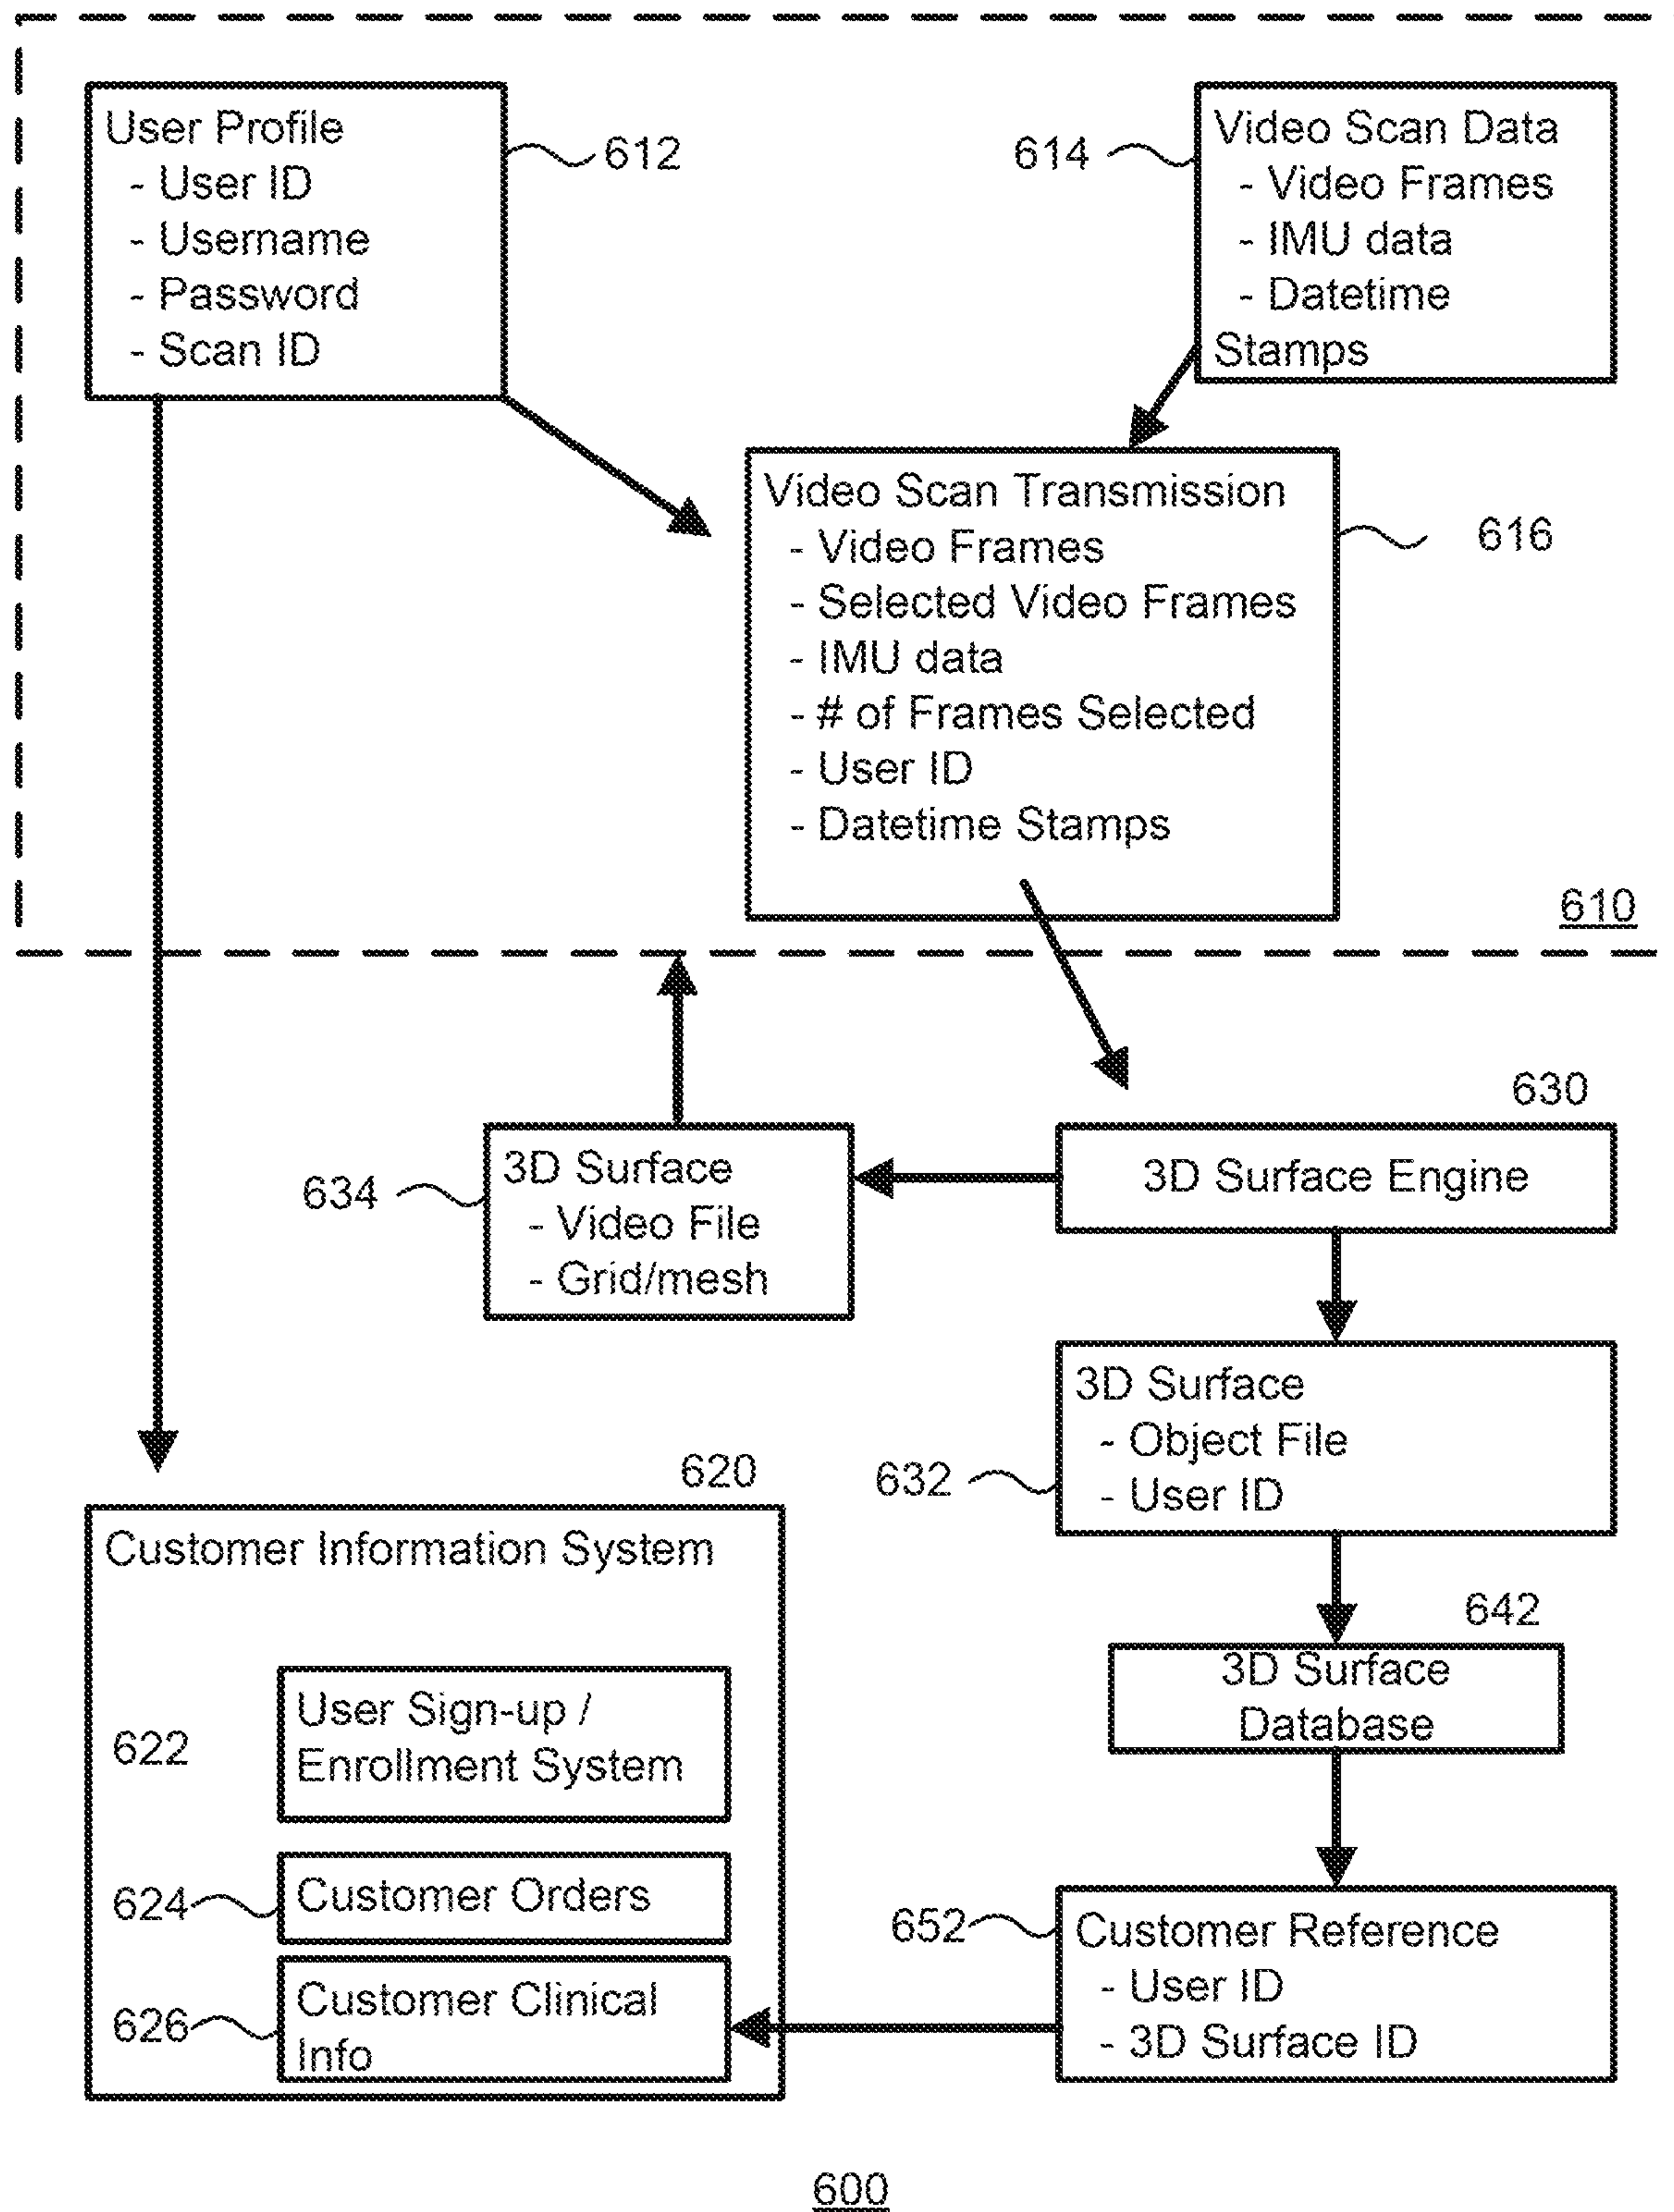 User Profile
- User ID
- Username
- Password
- Scan ID
612
614
Video Scan Data
- Video Frames
- IMU data
- Datetime
Stamps
Video Scan Transmission
- Video Frames
- Selected Video Frames
- IMU data
- # of Frames Selected
- User ID
- Datetime Stamps
616
610
630
3D Surface Engine
634
3D Surface
- Video File
- Grid/mesh
632
3D Surface
- Object File
- User ID
620
Customer Information System
622
User Sign-up /
Enrollment System
624
Customer Orders
626
Customer Clinical
Info
642
3D Surface
Database
652
Customer Reference
- User ID
- 3D Surface ID
600